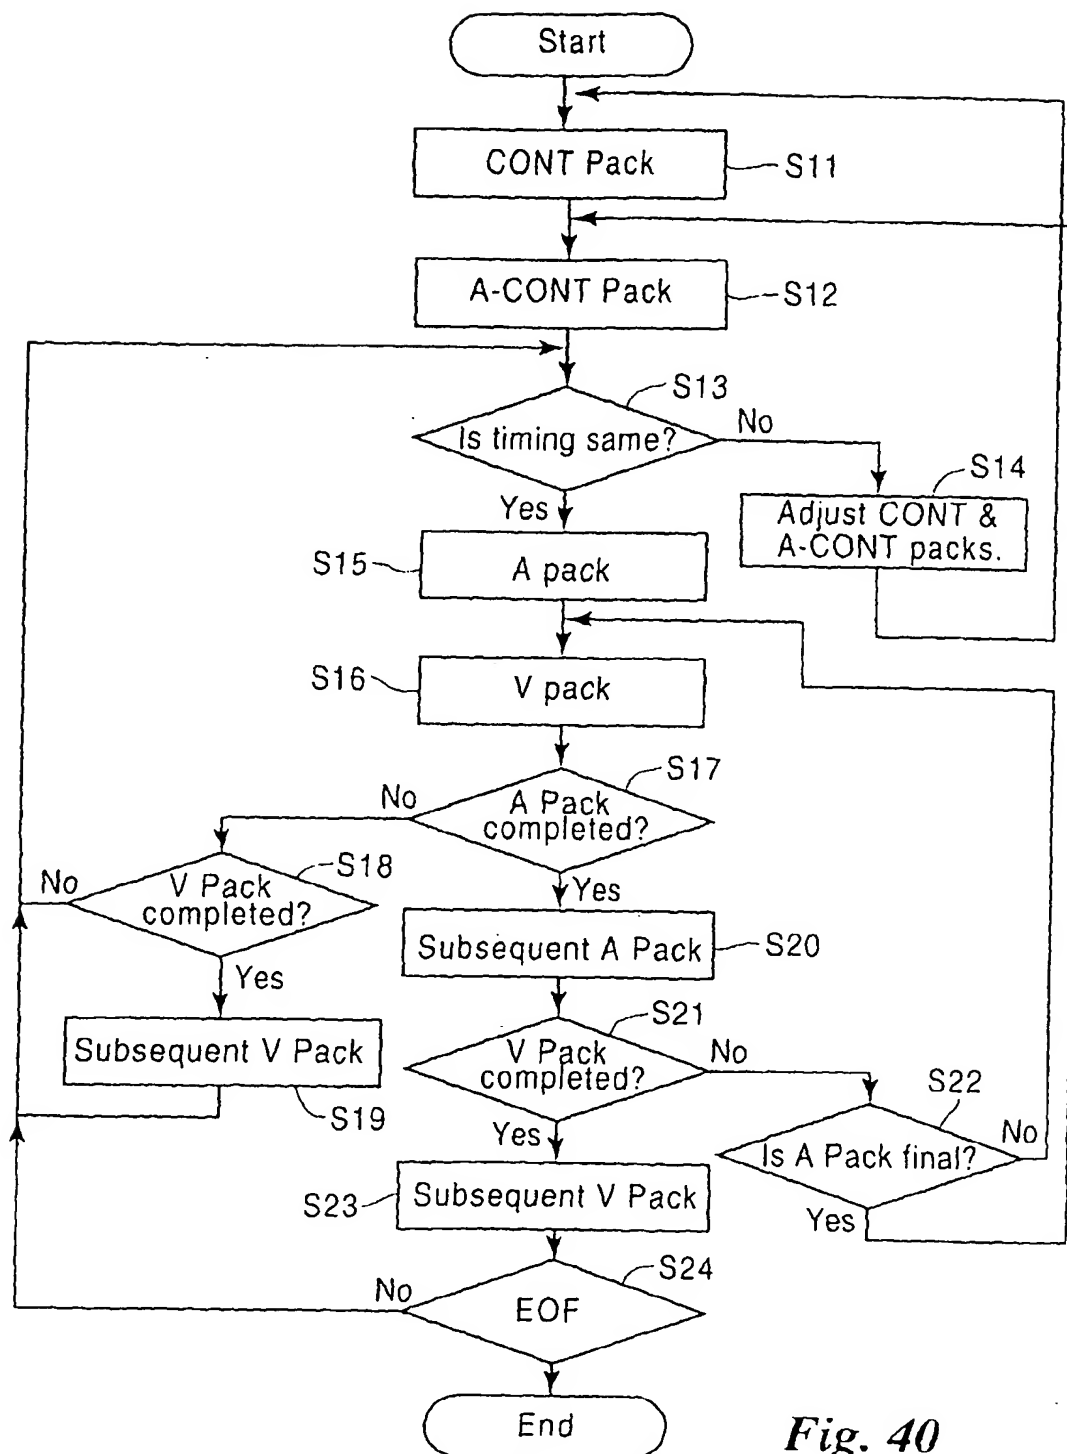 Start
CONT Pack
S11
A-CONT Pack
S12
S13
Is timing same?
No
S14
Yes
Adjust CONT &
A-CONT packs.
S15
A pack
S16
V pack
S17
No
A Pack
completed?
S18
No
V Pack
completed?
Yes
Subsequent A Pack
S20
Yes
S21
Subsequent V Pack
V Pack
completed?
No
S19
S22
Yes
Is A Pack final?
No
S23
Subsequent V Pack
Yes
S24
No
EOF
End
Fig. 40